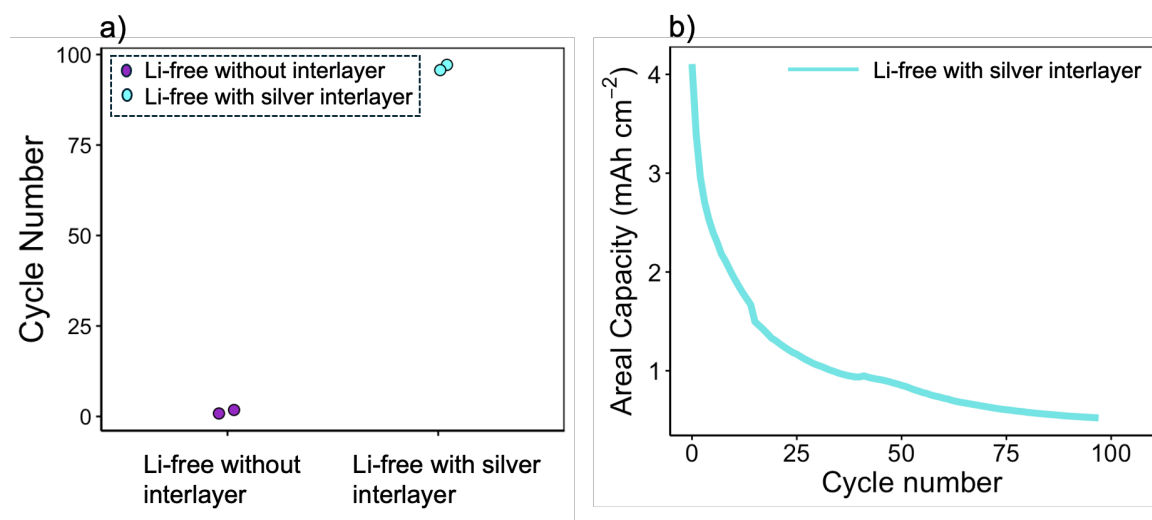 a)
Cycle Number
100
75
50
25
0
Li-free without interlayer
Li-free with silver interlayer
Li-free without
interlayer
Li-free with silver
interlayer
b)
Areal Capacity (mAh cm⁻²)
4
3
2
1
Li-free with silver interlayer
0
25
50
75
100
Cycle number